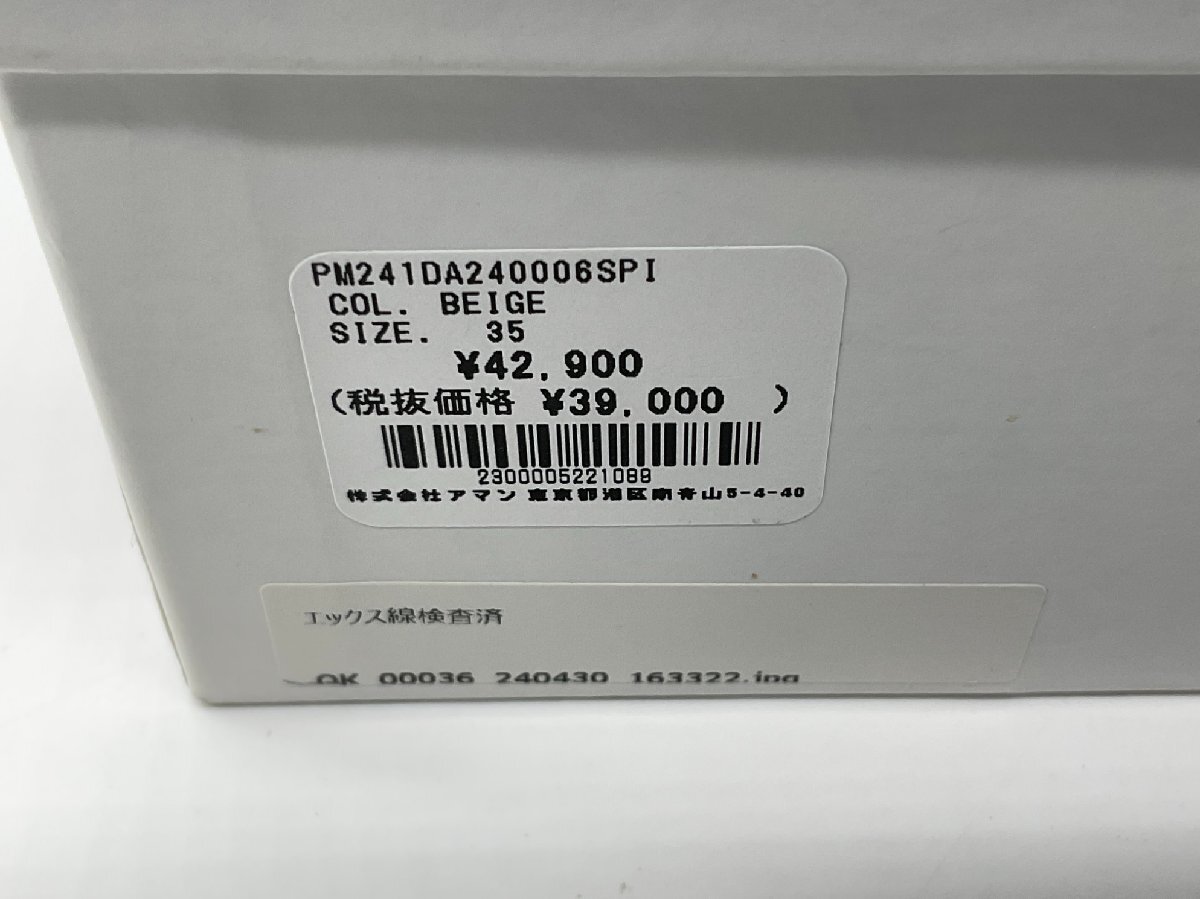 PM241DA240006SPI
COL. BEIGE
SIZE. 35
¥42,900
(税抜価格 ¥39,000 )
2300005221088
株式会社アマン 東京都港区南青山5-4-40
エックス線検査済
OK 00036 240430 163322.jpg